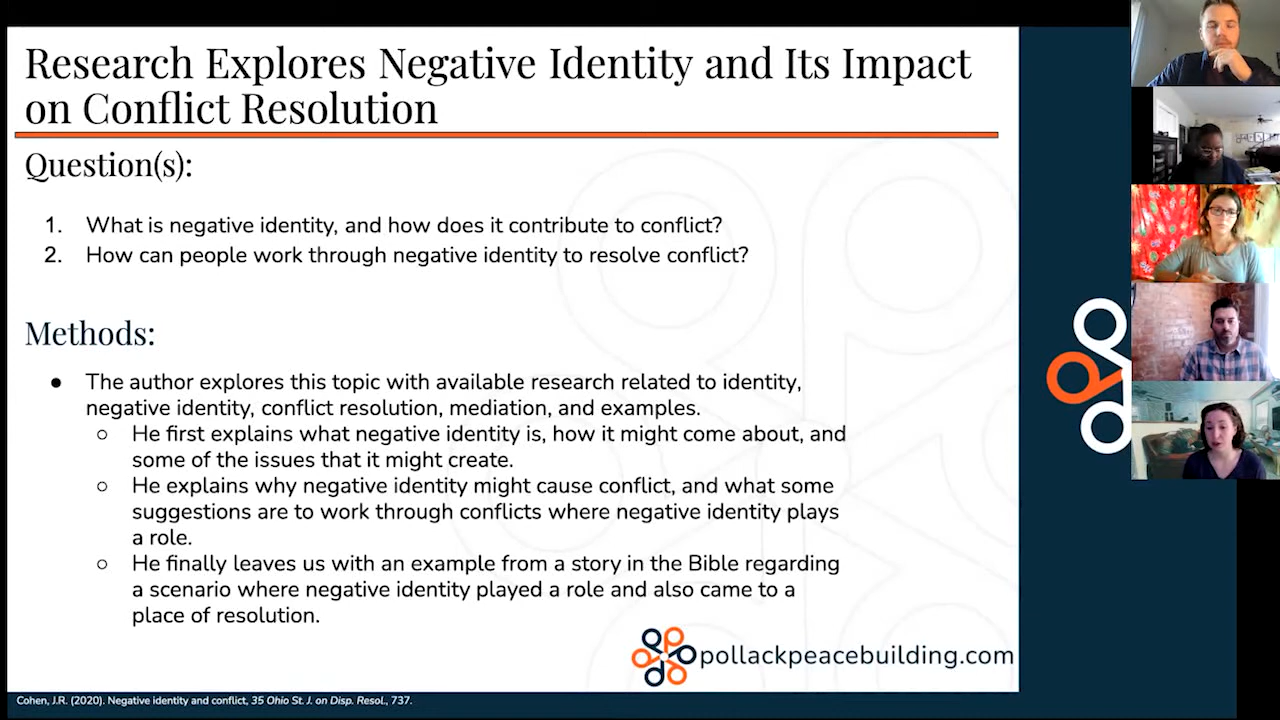 Research Explores Negative Identity and Its Impact
on Conflict Resolution
Question(s):
1. What is negative identity, and how does it contribute to conflict?
2. How can people work through negative identity to resolve conflict?
Methods:
● The author explores this topic with available research related to identity,
negative identity, conflict resolution, mediation, and examples.
○ He first explains what negative identity is, how it might come about, and
some of the issues that it might create.
○ He explains why negative identity might cause conflict, and what some
suggestions are to work through conflicts where negative identity plays
a role.
○ He finally leaves us with an example from a story in the Bible regarding
a scenario where negative identity played a role and also came to a
place of resolution.
pollackpeacebuilding.com
Cohen, J.R. (2020). Negative identity and conflict, 35 Ohio St. J. on Disp. Resol., 737.